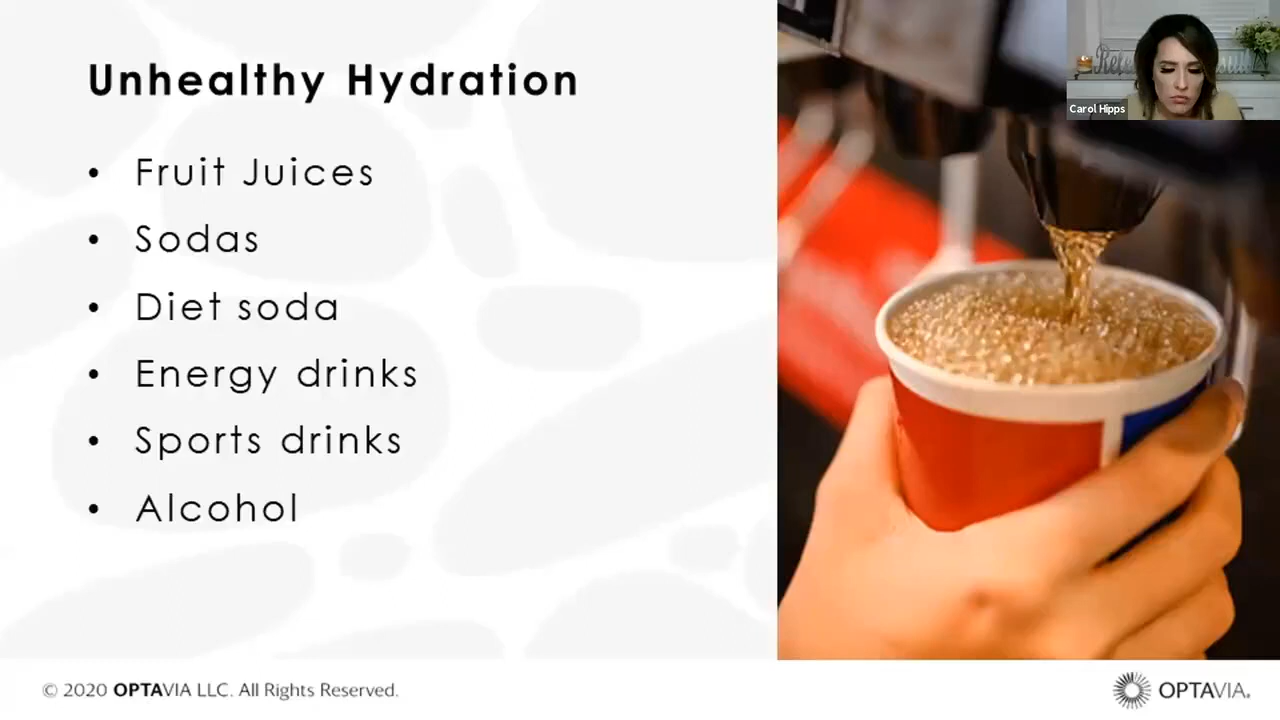 Unhealthy Hydration
• Fruit Juices
• Sodas
• Diet soda
• Energy drinks
• Sports drinks
• Alcohol
Carol Hipps
© 2020 OPTAVIA LLC. All Rights Reserved.
OPTAVIA®